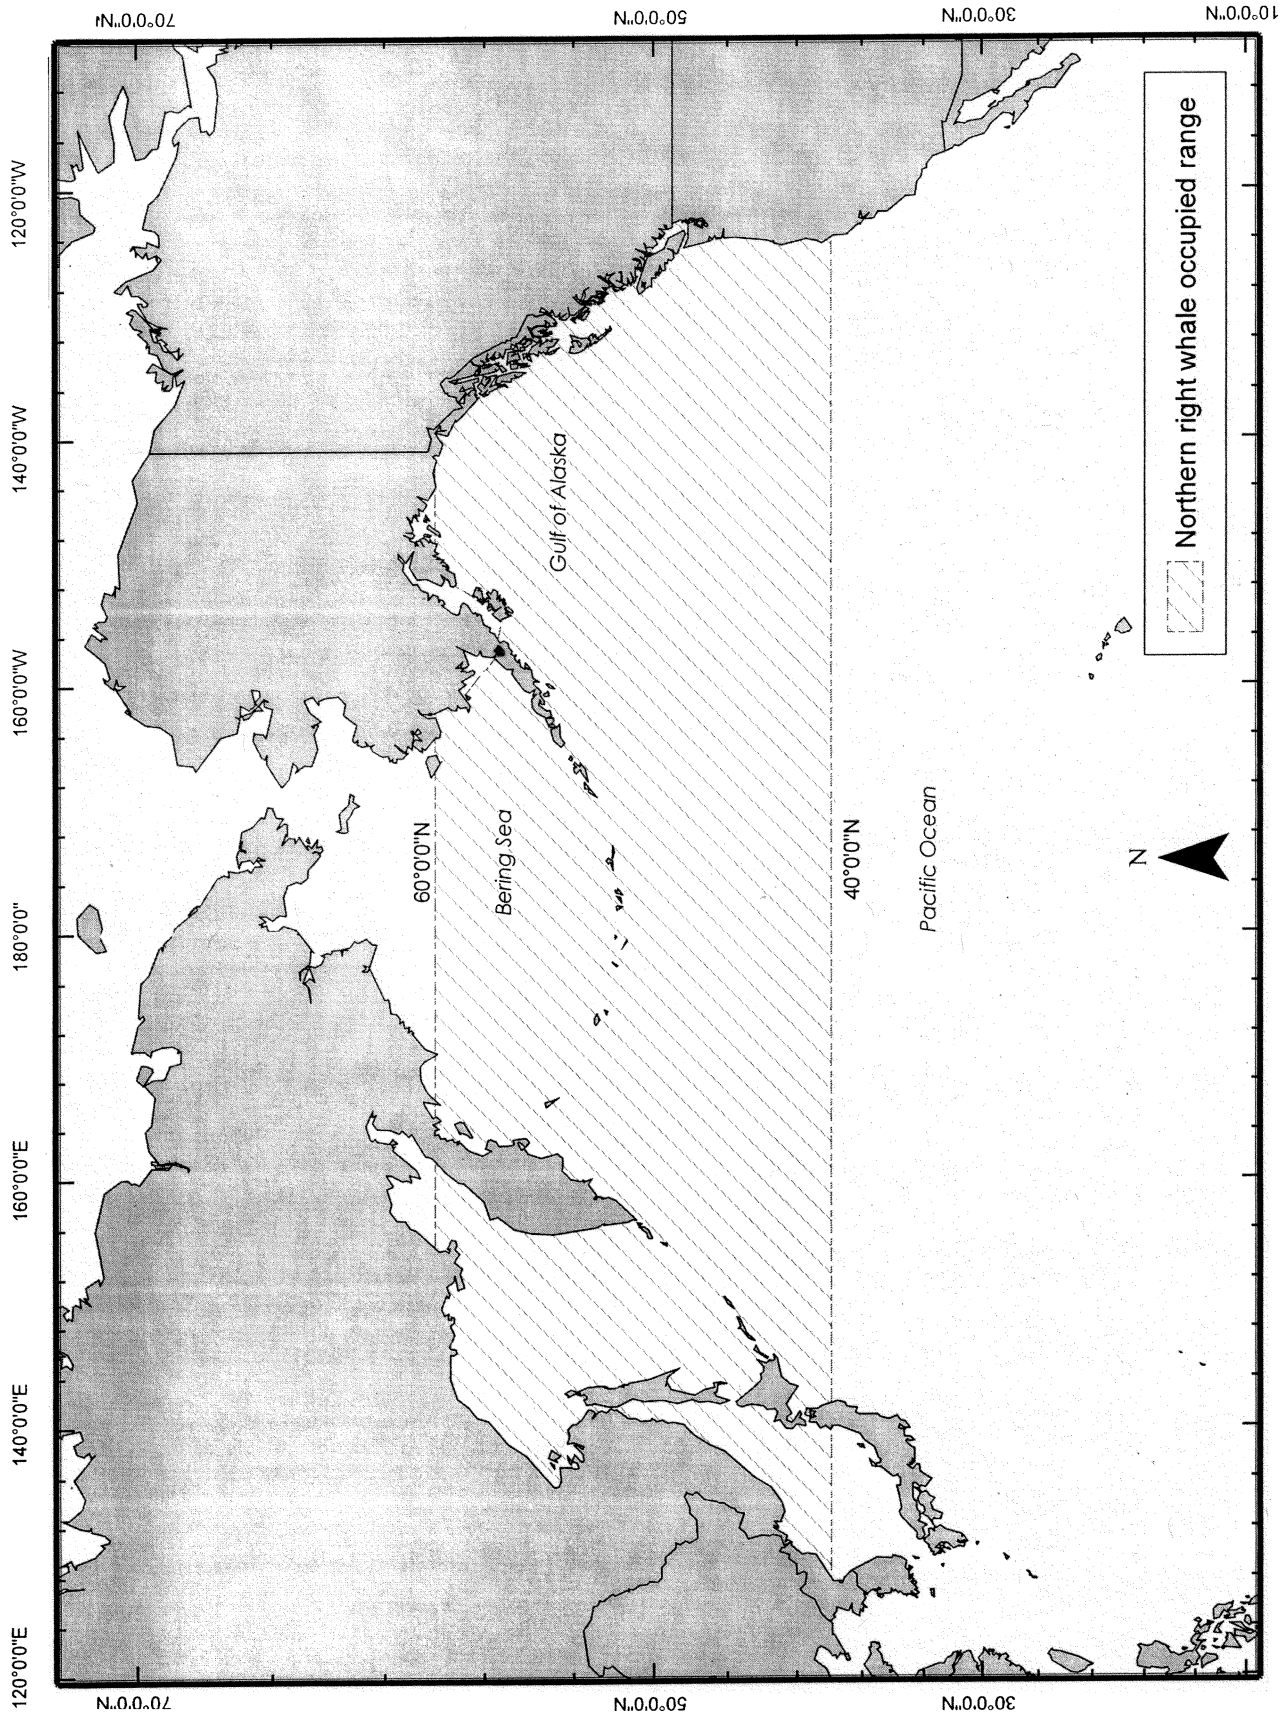 120°0'0"E
140°0'0"E
160°0'0"E
180°0'0"
160°0'0"W
140°0'0"W
120°0'0"W
70°0'0"N
70°0'0"N
60°0'0"N
Bering Sea
Gulf of Alaska
50°0'0"N
50°0'0"N
40°0'0"N
Pacific Ocean
30°0'0"N
30°0'0"N
N
Northern right whale occupied range
10°0'0"N